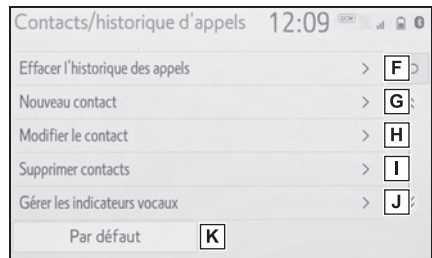 Contacts/historique d'appels 12:09 DCM
Effacer l'historique des appels > F
Nouveau contact > G
Modifier le contact > H
Supprimer contacts > I
Gérer les indicateurs vocaux > J
Par défaut K